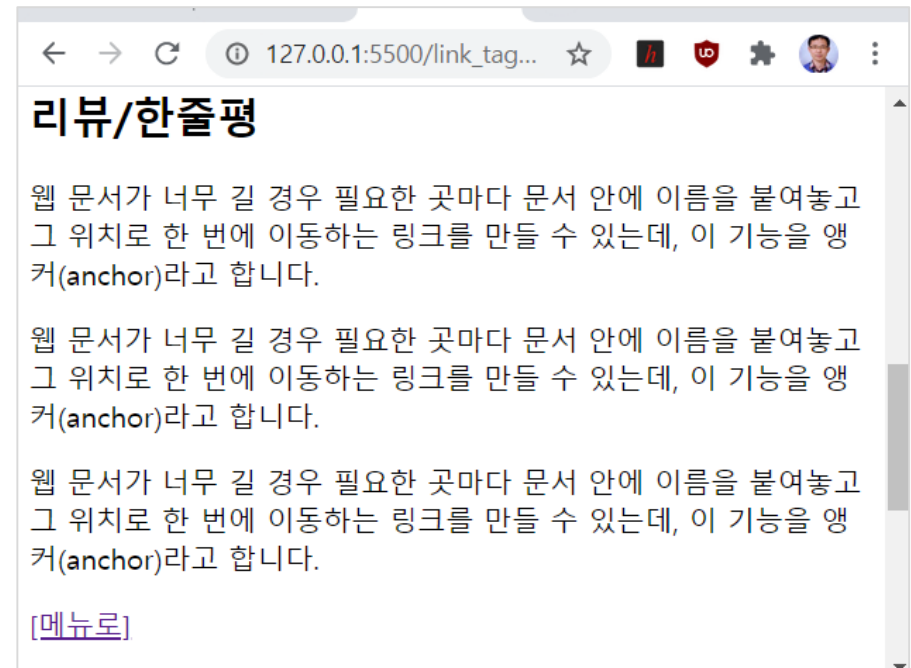 127.0.0.1:5500/link_tag...
리뷰/한줄평
웹 문서가 너무 길 경우 필요한 곳마다 문서 안에 이름을 붙여놓고
그 위치로 한 번에 이동하는 링크를 만들 수 있는데, 이 기능을 앵
커(anchor)라고 합니다.
웹 문서가 너무 길 경우 필요한 곳마다 문서 안에 이름을 붙여놓고
그 위치로 한 번에 이동하는 링크를 만들 수 있는데, 이 기능을 앵
커(anchor)라고 합니다.
웹 문서가 너무 길 경우 필요한 곳마다 문서 안에 이름을 붙여놓고
그 위치로 한 번에 이동하는 링크를 만들 수 있는데, 이 기능을 앵
커(anchor)라고 합니다.
[메뉴로]